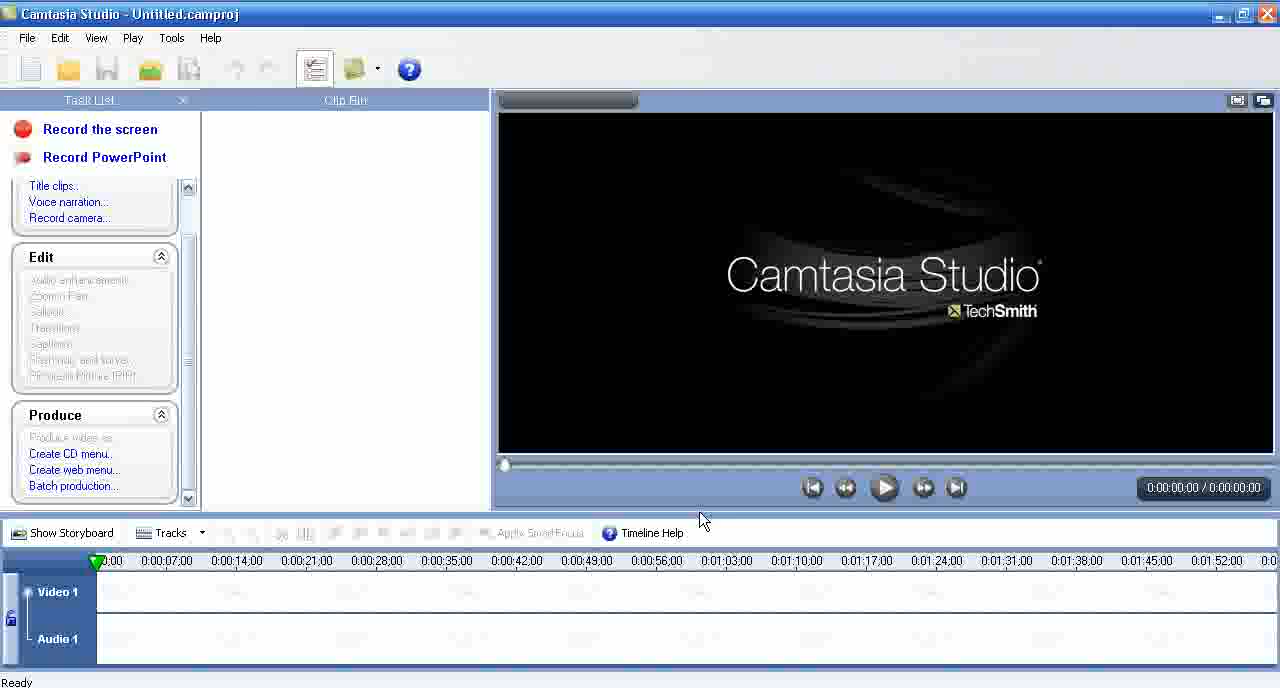 Camtasia Studio - Untitled.camproj
File Edit View Play Tools Help
Task List
Clip Bin
Record the screen
Record PowerPoint
Title clips..
Voice narration...
Record camera...
Edit
Audio enhancements
Zoom-n-Pan...
Callouts...
Transitions
Captions
Flash quiz and survey
Picture-in-Picture (PIP)
Produce
Produce video as...
Create CD menu..
Create web menu...
Batch production...
Camtasia Studio
TechSmith
0:00:00:00 / 0:00:00:00
Show Storyboard Tracks Apply SmartFocus Timeline Help
0:00 0:00:07:00 0:00:14:00 0:00:21:00 0:00:28:00 0:00:35:00 0:00:42:00 0:00:49:00 0:00:56:00 0:01:03:00 0:01:10:00 0:01:17:00 0:01:24:00 0:01:31:00 0:01:38:00 0:01:45:00 0:01:52:00 0:0
Video 1
Audio 1
Ready